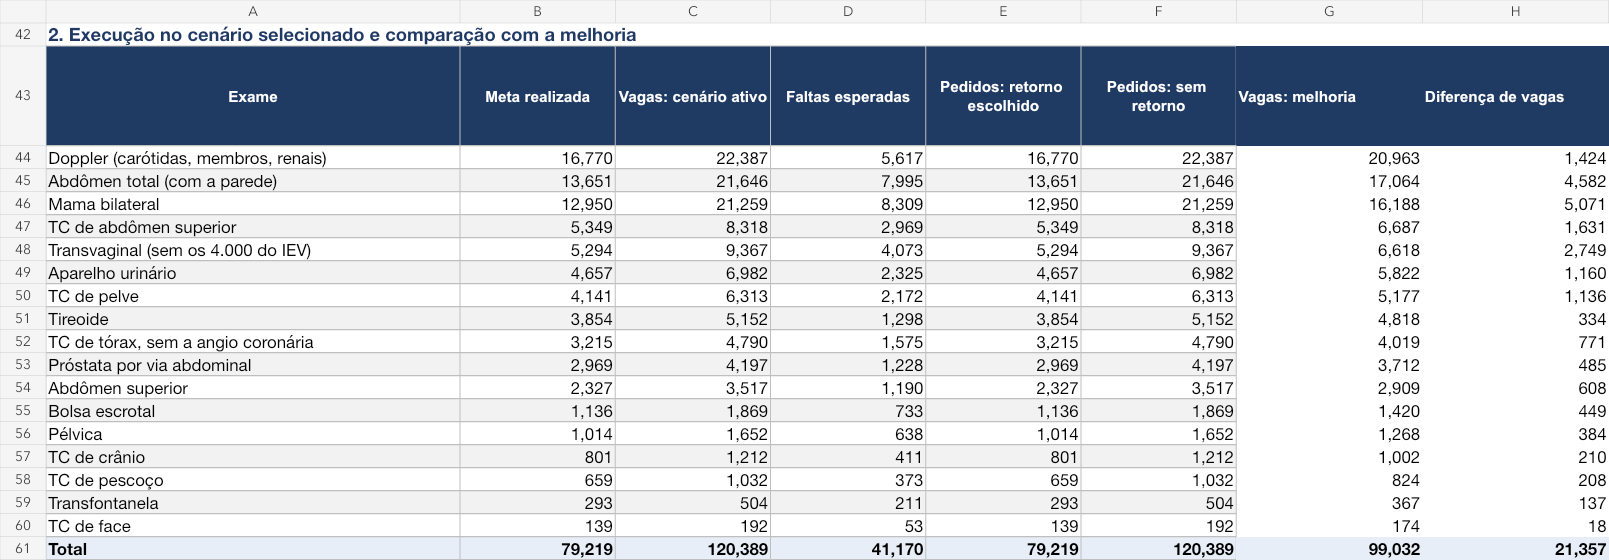 A B C D E F G H
42 2. Execução no cenário selecionado e comparação com a melhoria
43 Exame Meta realizada Vagas: cenário ativo Faltas esperadas Pedidos: retorno escolhido Pedidos: sem retorno Vagas: melhoria Diferença de vagas
44 Doppler (carótidas, membros, renais) 16,770 22,387 5,617 16,770 22,387 20,963 1,424
45 Abdômen total (com a parede) 13,651 21,646 7,995 13,651 21,646 17,064 4,582
46 Mama bilateral 12,950 21,259 8,309 12,950 21,259 16,188 5,071
47 TC de abdômen superior 5,349 8,318 2,969 5,349 8,318 6,687 1,631
48 Transvaginal (sem os 4.000 do IEV) 5,294 9,367 4,073 5,294 9,367 6,618 2,749
49 Aparelho urinário 4,657 6,982 2,325 4,657 6,982 5,822 1,160
50 TC de pelve 4,141 6,313 2,172 4,141 6,313 5,177 1,136
51 Tireoide 3,854 5,152 1,298 3,854 5,152 4,818 334
52 TC de tórax, sem a angio coronária 3,215 4,790 1,575 3,215 4,790 4,019 771
53 Próstata por via abdominal 2,969 4,197 1,228 2,969 4,197 3,712 485
54 Abdômen superior 2,327 3,517 1,190 2,327 3,517 2,909 608
55 Bolsa escrotal 1,136 1,869 733 1,136 1,869 1,420 449
56 Pélvica 1,014 1,652 638 1,014 1,652 1,268 384
57 TC de crânio 801 1,212 411 801 1,212 1,002 210
58 TC de pescoço 659 1,032 373 659 1,032 824 208
59 Transfontanela 293 504 211 293 504 367 137
60 TC de face 139 192 53 139 192 174 18
61 Total 79,219 120,389 41,170 79,219 120,389 99,032 21,357